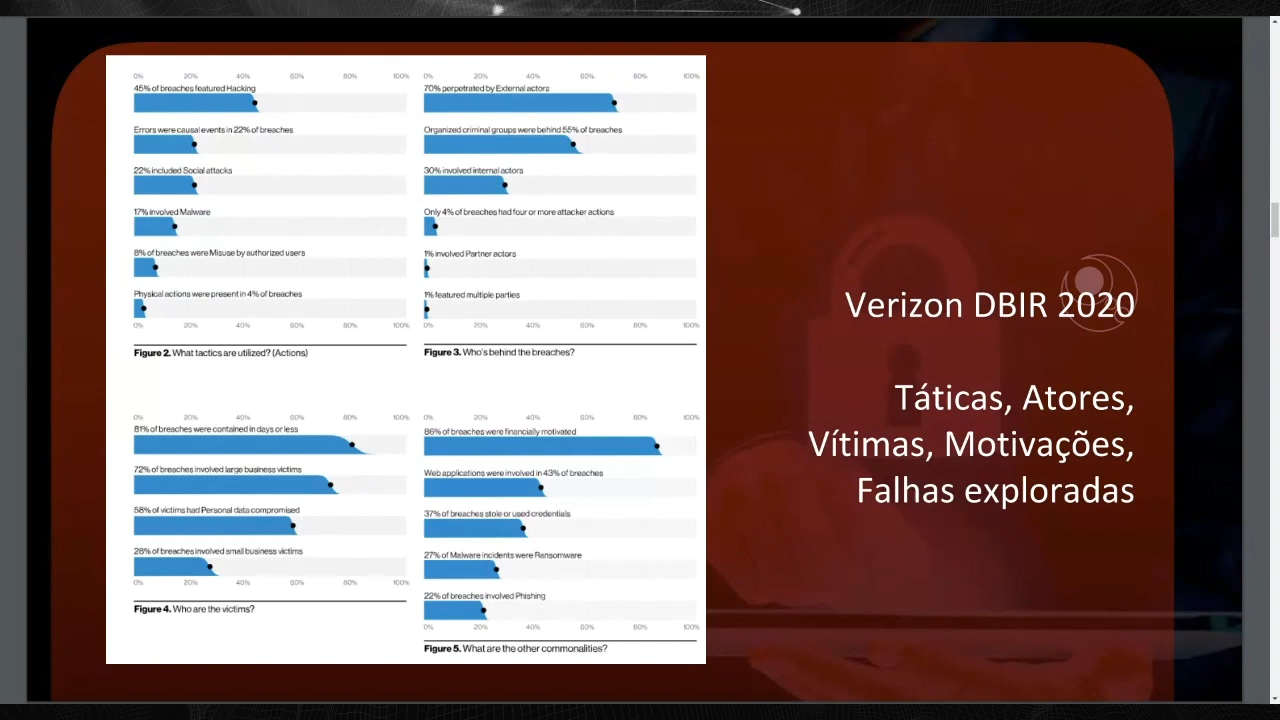 0% 20% 40% 60% 80% 100%
45% of breaches featured Hacking
Errors were causal events in 22% of breaches
22% included Social attacks
17% involved Malware
8% of breaches were Misuse by authorized users
Physical actions were present in 4% of breaches
0% 20% 40% 60% 80% 100%
Figure 2. What tactics are utilized? (Actions)
0% 20% 40% 60% 80% 100%
70% perpetrated by External actors
Organized criminal groups were behind 55% of breaches
30% involved internal actors
Only 4% of breaches had four or more attacker actions
1% involved Partner actors
1% featured multiple parties
0% 20% 40% 60% 80% 100%
Figure 3. Who's behind the breaches?
0% 20% 40% 60% 80% 100%
81% of breaches were contained in days or less
72% of breaches involved large business victims
58% of victims had Personal data compromised
28% of breaches involved small business victims
0% 20% 40% 60% 80% 100%
Figure 4. Who are the victims?
0% 20% 40% 60% 80% 100%
86% of breaches were financially motivated
Web applications were involved in 43% of breaches
37% of breaches stole or used credentials
27% of Malware incidents were Ransomware
22% of breaches involved Phishing
0% 20% 40% 60% 80% 100%
Figure 5. What are the other commonalities?
Verizon DBIR 2020
Táticas, Atores,
Vítimas, Motivações,
Falhas exploradas